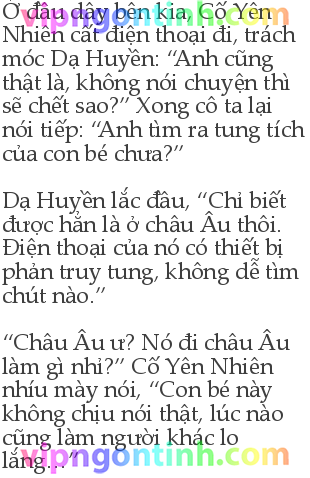 Ở đầu dây bên kia, Cố Yên
Nhiên cất điện thoại đi, trách
móc Dạ Huyền: “Anh cũng
thật là, không nói chuyện thì
sẽ chết sao?” Xong cô ta lại
nói tiếp: “Anh tìm ra tung tích
của con bé chưa?”
Dạ Huyền lắc đầu, “Chỉ biết
được hẳn là ở châu Âu thôi.
Điện thoại của nó có thiết bị
phản truy tung, không dễ tìm
chút nào.”
“Châu Âu ư? Nó đi châu Âu
làm gì nhỉ?” Cố Yên Nhiên
nhíu mày nói, “Con bé này
không chịu nói thật, lúc nào
cũng làm người khác lo
lắng...”
vipngontinh.com
vipngontinh.com